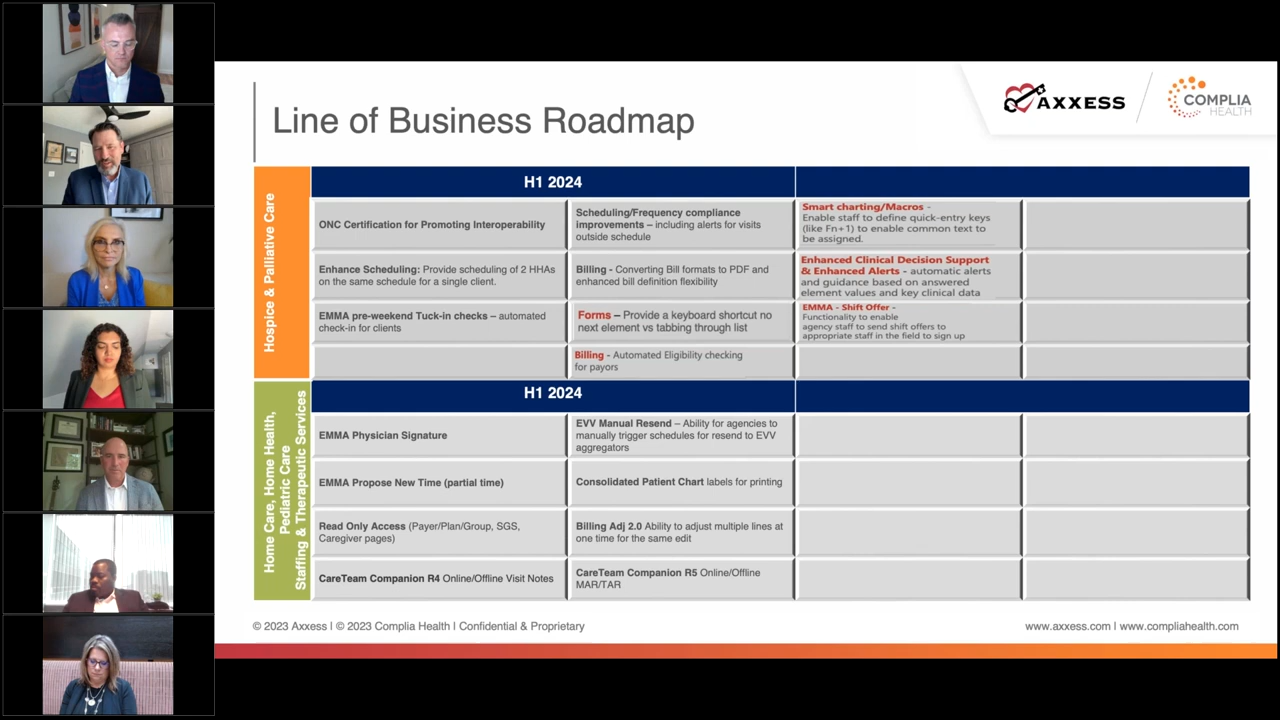 Line of Business Roadmap
AXXESS
COMPLIA
HEALTH
Hospice & Palliative Care
H1 2024
ONC Certification for Promoting Interoperability
Scheduling/Frequency compliance
improvements – including alerts for visits
outside schedule
Smart charting/Macros -
Enable staff to define quick-entry keys
(like Fn+1) to enable common text to
be assigned.
Enhance Scheduling: Provide scheduling of 2 HHAs
on the same schedule for a single client.
Billing - Converting Bill formats to PDF and
enhanced bill definition flexibility
Enhanced Clinical Decision Support
& Enhanced Alerts - automatic alerts
and guidance based on answered
element values and key clinical data
EMMA pre-weekend Tuck-in checks – automated
check-in for clients
Forms – Provide a keyboard shortcut no
next element vs tabbing through list
EMMA - Shift Offer -
Functionality to enable
agency staff to send shift offers to
appropriate staff in the field to sign up
Billing - Automated Eligibility checking
for payors
Home Care, Home Health,
Pediatric Care
Staffing & Therapeutic Services
H1 2024
EMMA Physician Signature
EVV Manual Resend – Ability for agencies to
manually trigger schedules for resend to EVV
aggregators
EMMA Propose New Time (partial time)
Consolidated Patient Chart labels for printing
Read Only Access (Payer/Plan/Group, SGS,
Caregiver pages)
Billing Adj 2.0 Ability to adjust multiple lines at
one time for the same edit
CareTeam Companion R4 Online/Offline Visit Notes
CareTeam Companion R5 Online/Offline
MAR/TAR
© 2023 Axxess | © 2023 Complia Health | Confidential & Proprietary
www.axxess.com | www.compliahealth.com